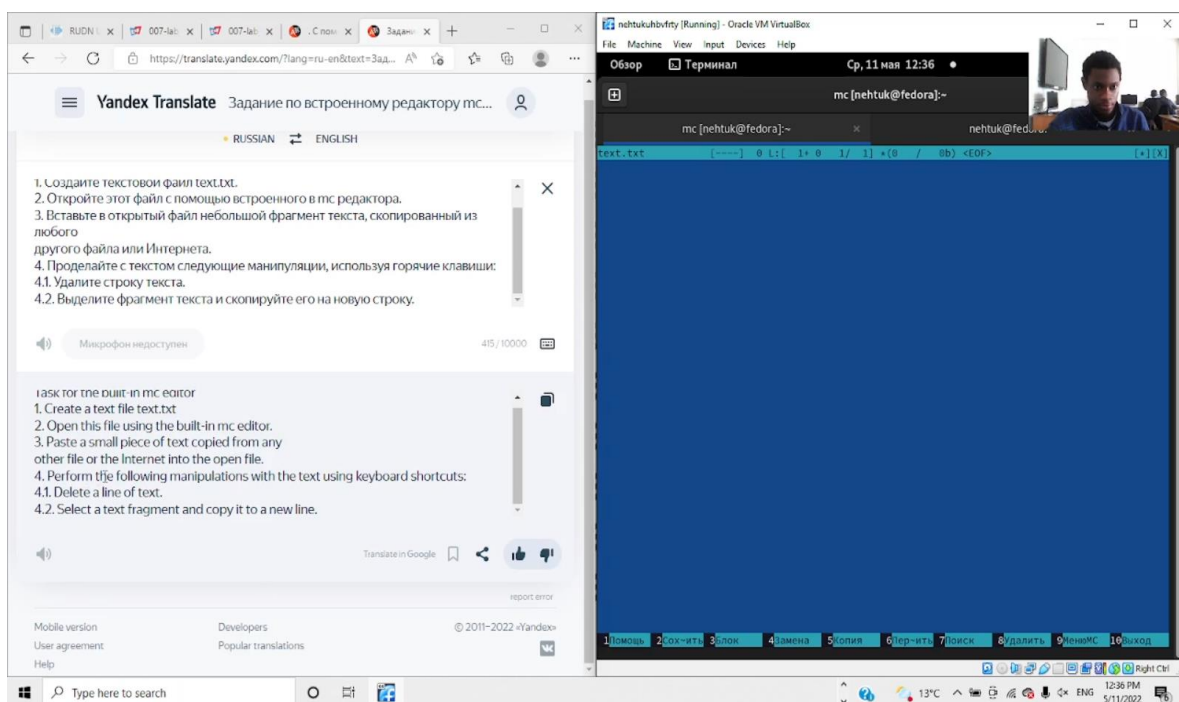 RUDN
007-lab
007-lab
Задани
https://translate.yandex.com/?lang=ru-en&text=Зад...
Yandex Translate
Задание по встроенному редактору mc...
RUSSIAN
ENGLISH
1. Создайте текстовой файл text.txt.
2. Откройте этот файл с помощью встроенного в mc редактора.
3. Вставьте в открытый файл небольшой фрагмент текста, скопированный из
любого
другого файла или Интернета.
4. Проделайте с текстом следующие манипуляции, используя горячие клавиши:
4.1. Удалите строку текста.
4.2. Выделите фрагмент текста и скопируйте его на новую строку.
Микрофон недоступен
415/10000
Task for the built-in mc editor
1. Create a text file text.txt
2. Open this file using the built-in mc editor.
3. Paste a small piece of text copied from any
other file or the Internet into the open file.
4. Perform the following manipulations with the text using keyboard shortcuts:
4.1. Delete a line of text.
4.2. Select a text fragment and copy it to a new line.
Translate in Google
report error
Mobile version
Developers
© 2011–2022 «Yandex»
User agreement
Popular translations
Help
nehtukuhbvfrty [Running] - Oracle VM VirtualBox
File Machine View Input Devices Help
Обзор
Терминал
Ср, 11 мая 12:36
mc [nehtuk@fedora]:~
mc [nehtuk@fedora]:~
nehtuk@fedora:
text.txt [----] 0 L:[ 1+ 0 1/ 1] *(0 / 0b) <EOF> [*][X]
1Помощь 2Сох~ить 3Блок 4Замена 5Копия 6Пер~ить 7Поиск 8Удалить 9МенюMC 10Выход
Right Ctrl
Type here to search
13°C
ENG
12:36 PM
5/11/2022